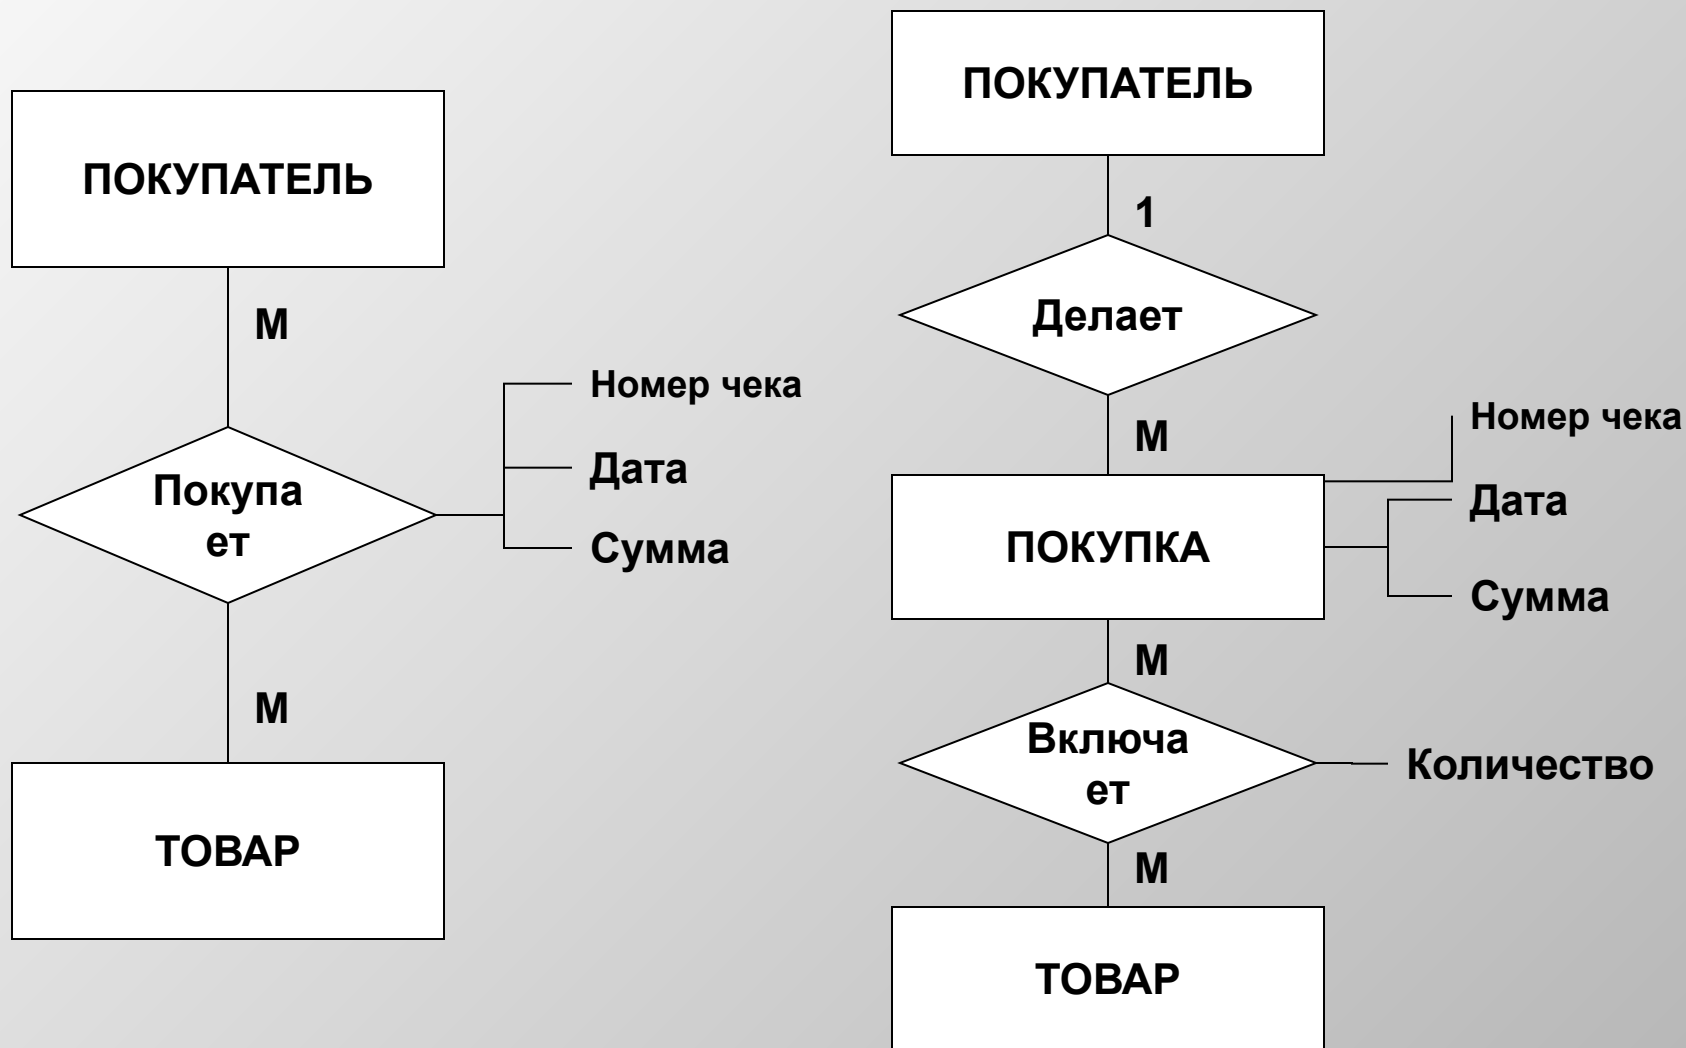 ПОКУПАТЕЛЬ
М
Покупа
ет
Номер чека
Дата
Сумма
М
ТОВАР
ПОКУПАТЕЛЬ
1
Делает
М
ПОКУПКА
Номер чека
Дата
Сумма
М
Включа
ет
Количество
М
ТОВАР